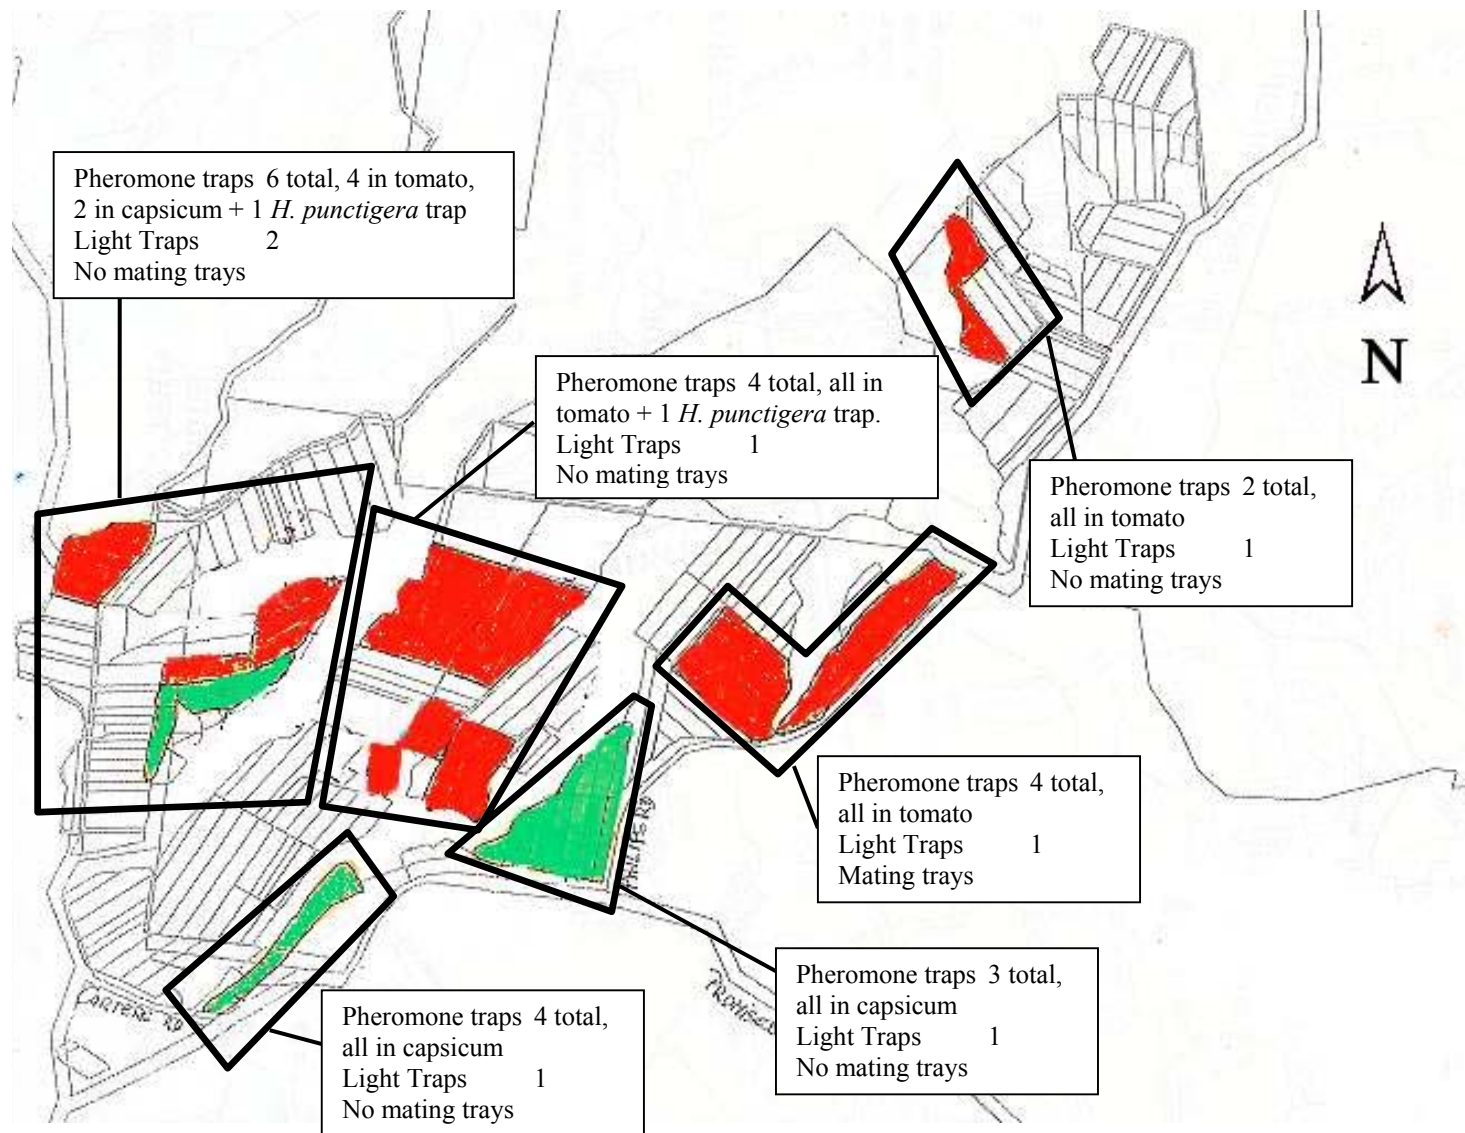 Pheromone traps 6 total, 4 in tomato,
2 in capsicum + 1 H. punctigera trap
Light Traps 2
No mating trays
Pheromone traps 4 total, all in
tomato + 1 H. punctigera trap.
Light Traps 1
No mating trays
N
Pheromone traps 2 total,
all in tomato
Light Traps 1
No mating trays
Pheromone traps 4 total,
all in tomato
Light Traps 1
Mating trays
Pheromone traps 3 total,
all in capsicum
Light Traps 1
No mating trays
Pheromone traps 4 total,
all in capsicum
Light Traps 1
No mating trays
RD